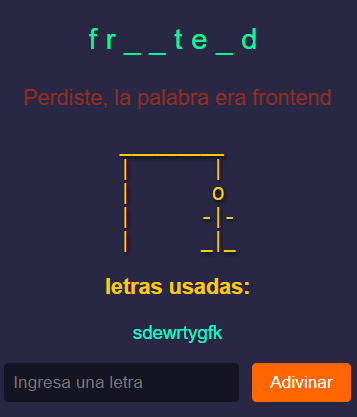 f r _ _ t e _ d
Perdiste, la palabra era frontend
_________
|        |
|        o
|       -|-
|       _|_
letras usadas:
sdewrtygfk
Ingresa una letra
Adivinar